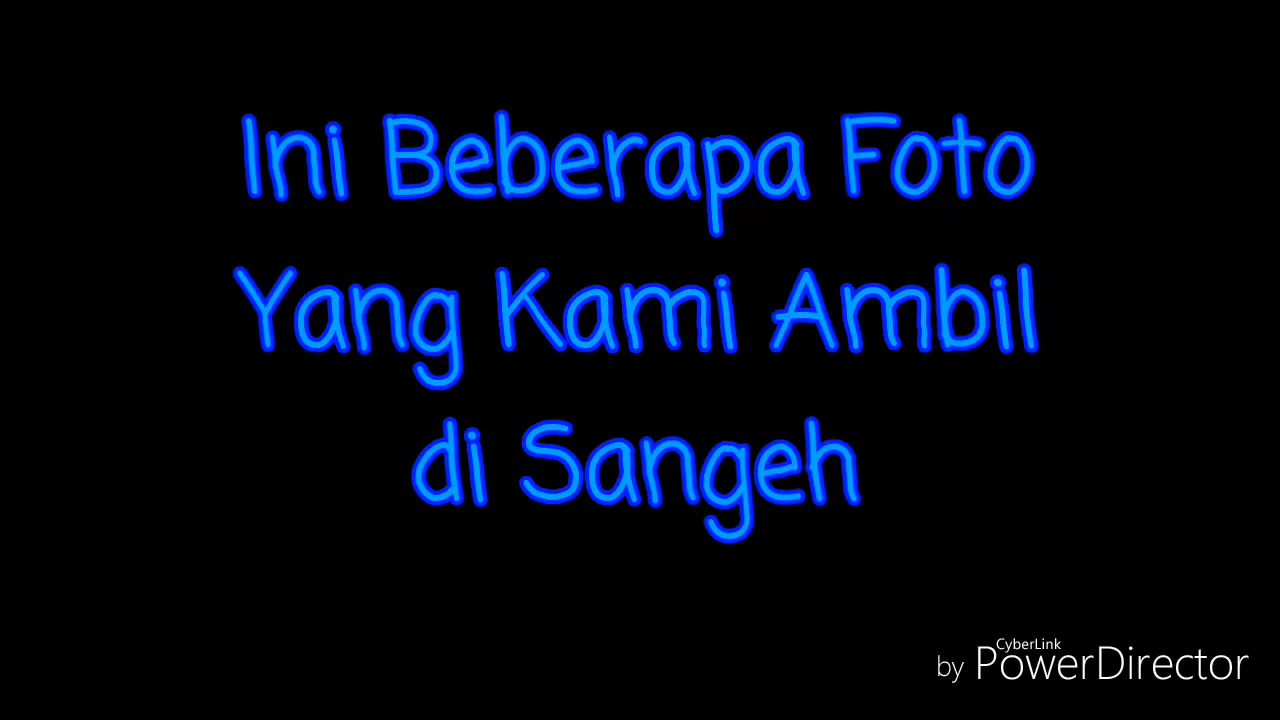 Ini Beberapa Foto
Yang Kami Ambil
di Sangeh
CyberLink
by PowerDirector